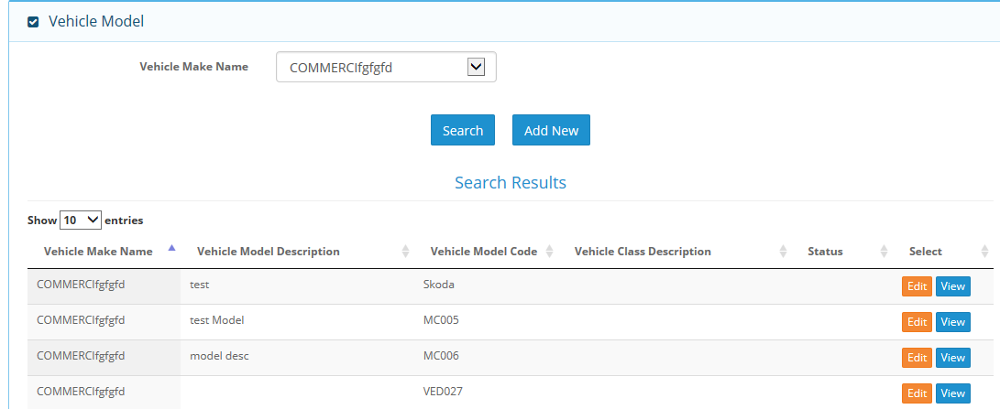 Vehicle Model
Vehicle Make Name COMMERCIfgfgfd
Search Add New
Search Results
Show 10 entries
Vehicle Make Name Vehicle Model Description Vehicle Model Code Vehicle Class Description Status Select
COMMERCIfgfgfd test Skoda Edit View
COMMERCIfgfgfd test Model MC005 Edit View
COMMERCIfgfgfd model desc MC006 Edit View
COMMERCIfgfgfd VED027 Edit View